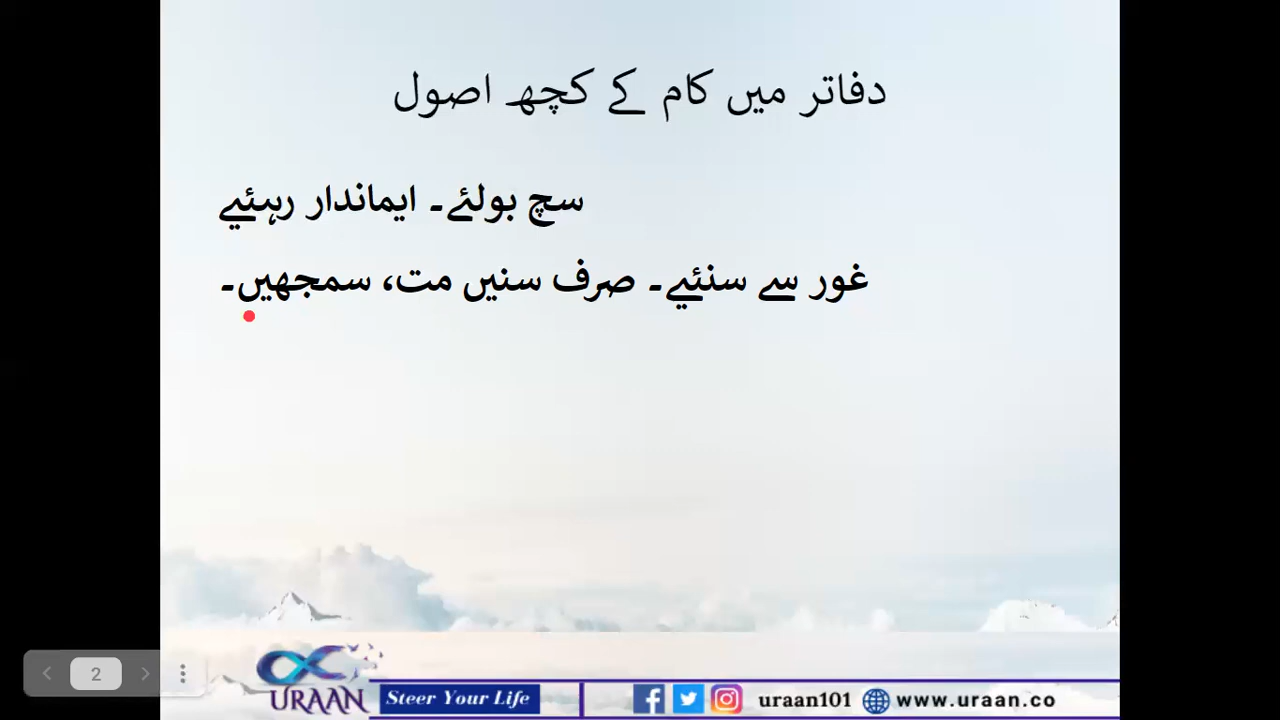 دفاتر میں کام کے کچھ اصول
سچ بولئے۔ ایماندار رہئیے
غور سے سنئیے۔ صرف سنیں مت، سمجھیں۔
2
URAAN
Steer Your Life
uraan101
www.uraan.co